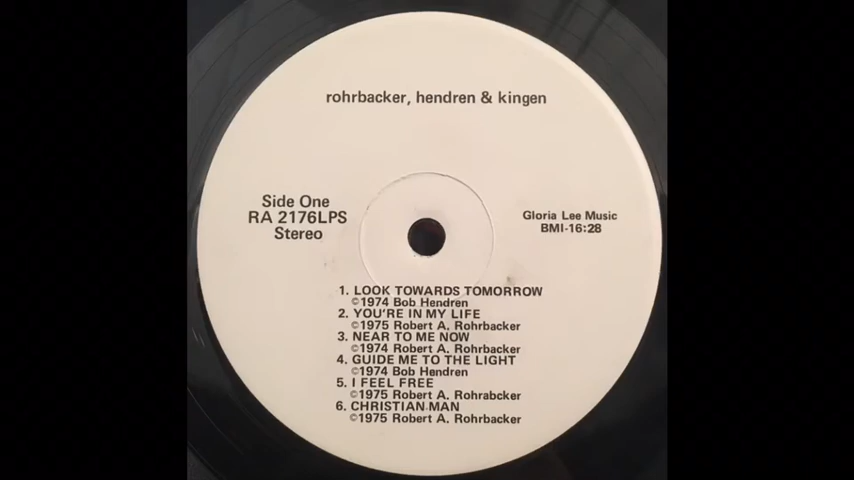 rohrbacker, hendren & kingen
Side One
RA 2176LPS
Stereo
Gloria Lee Music
BMI-16:28
1. LOOK TOWARDS TOMORROW
©1974 Bob Hendren
2. YOU'RE IN MY LIFE
©1975 Robert A. Rohrbacker
3. NEAR TO ME NOW
©1974 Robert A. Rohrbacker
4. GUIDE ME TO THE LIGHT
©1974 Bob Hendren
5. I FEEL FREE
©1975 Robert A. Rohrabcker
6. CHRISTIAN MAN
©1975 Robert A. Rohrbacker